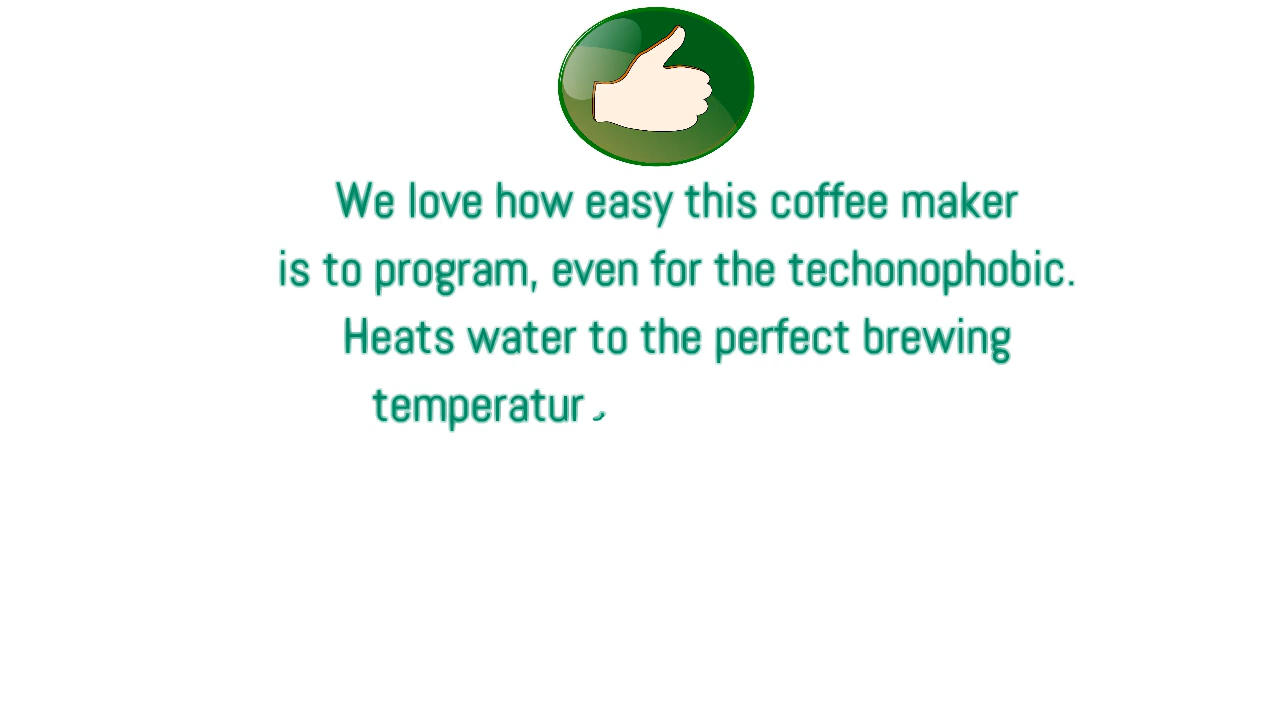 We love how easy this coffee maker
is to program, even for the techonophobic.
Heats water to the perfect brewing
temperatur